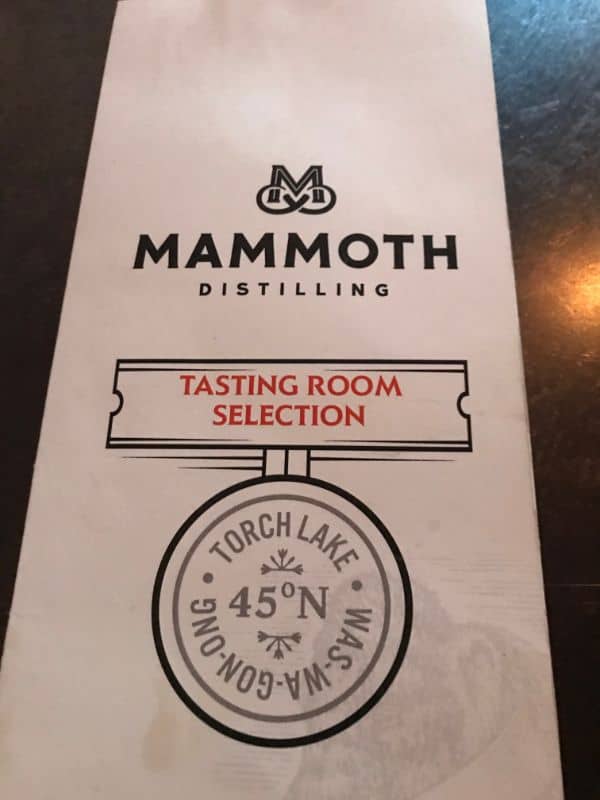 M
MAMMOTH
DISTILLING
TASTING ROOM
SELECTION
TORCH LAKE
45°N
WAS-WA-GON-ONG